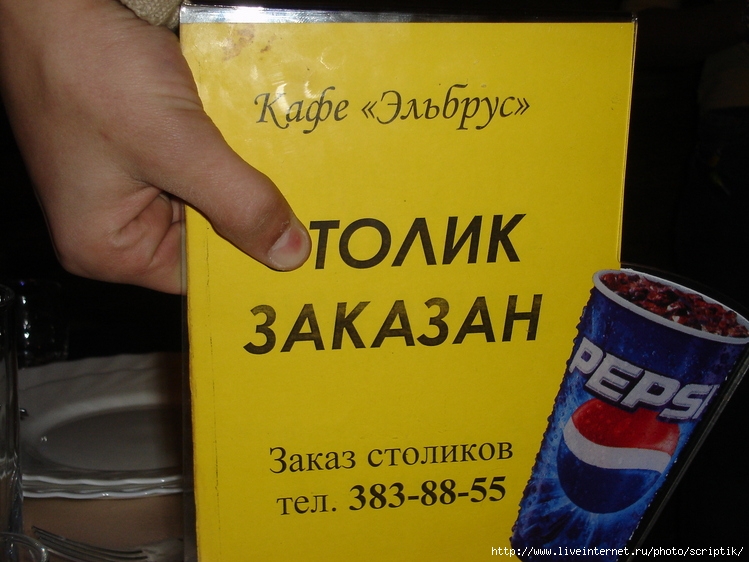 Кафе «Эльбрус»
ТОЛИК
ЗАКАЗАН
Заказ столиков
тел. 383-88-55
PEPSI
http://www.liveinternet.ru/photo/scriptik/